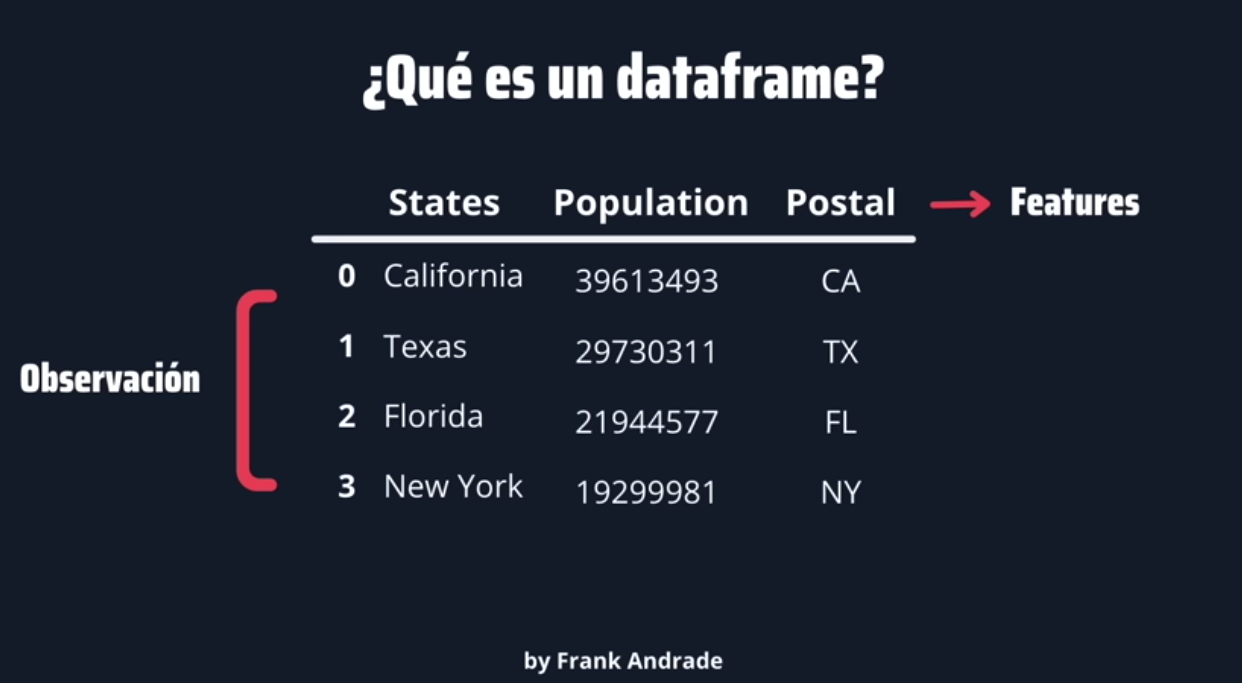 ¿Qué es un dataframe?
States Population Postal Features
0 California 39613493 CA
1 Texas 29730311 TX
Observación
2 Florida 21944577 FL
3 New York 19299981 NY
by Frank Andrade